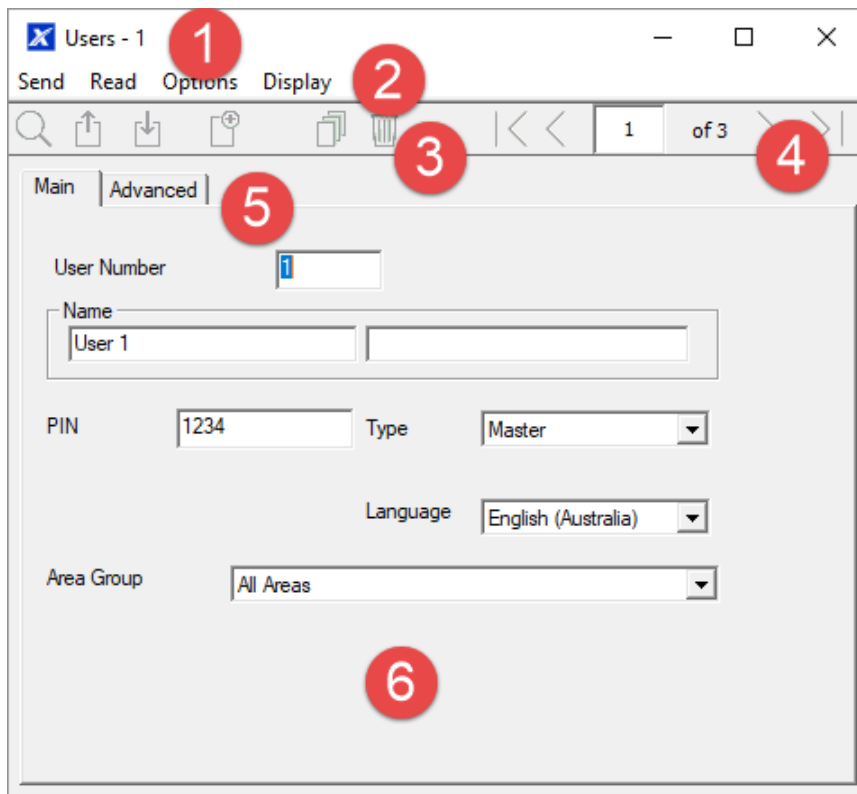 Users - 1
1
Send Read Options Display
2
3
1 of 3
4
Main Advanced
5
User Number 1
Name
User 1
PIN 1234 Type Master
Language English (Australia)
Area Group All Areas
6